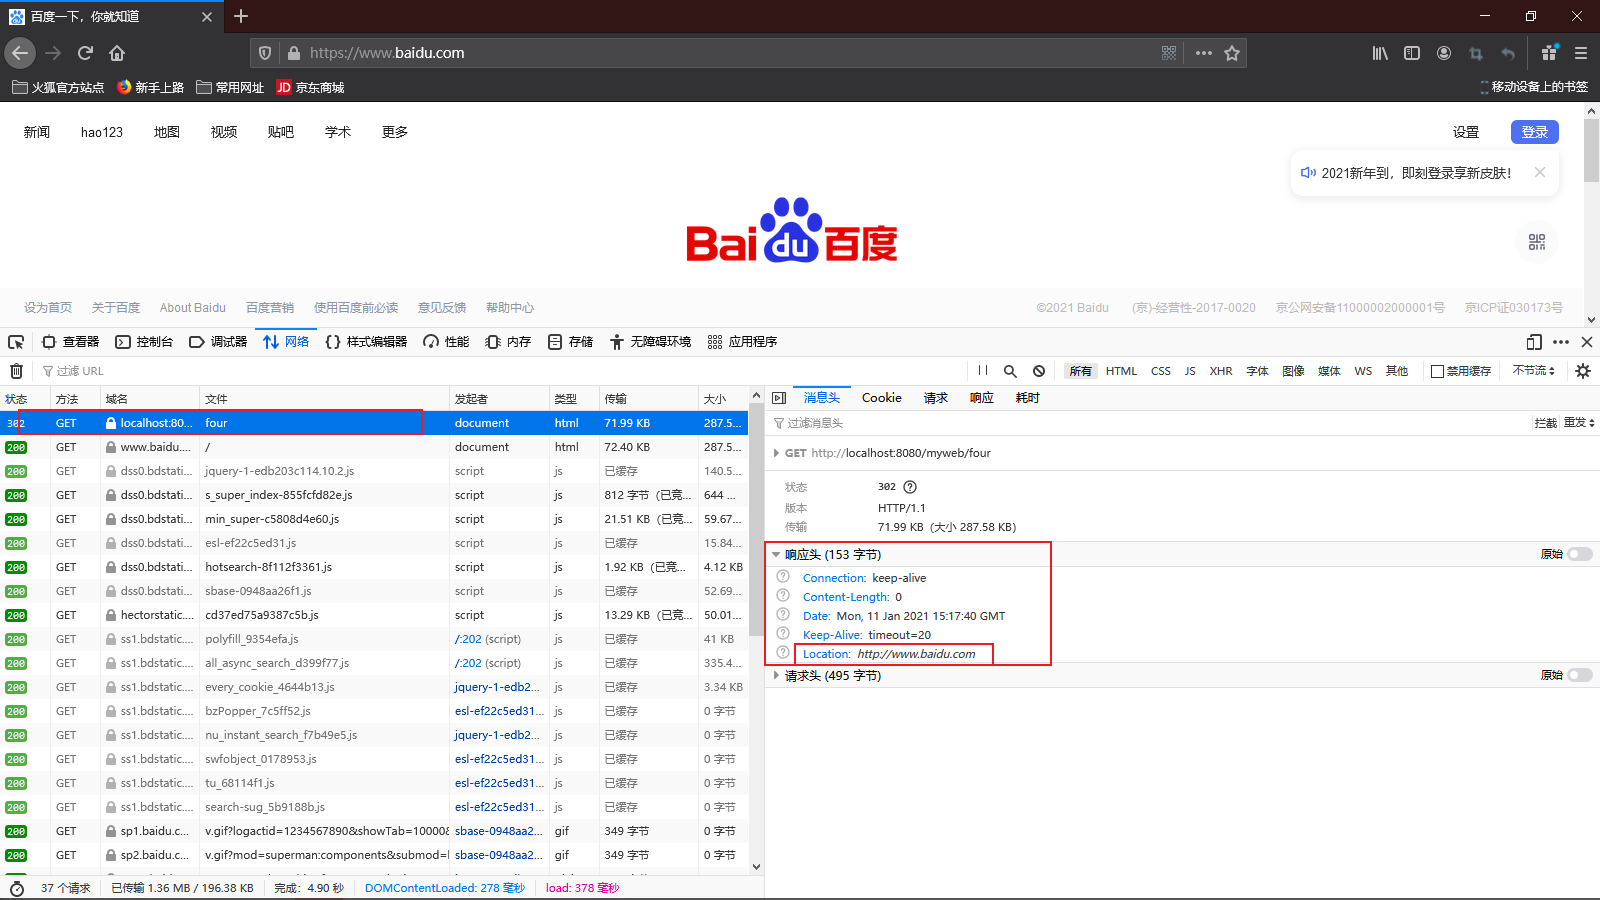 百度一下，你就知道
https://www.baidu.com
火狐官方站点 新手上路 常用网址 JD 京东商城 移动设备上的书签
新闻 hao123 地图 视频 贴吧 学术 更多 设置 登录
2021新年到，即刻登录享新皮肤！
Bai du 百度
设为首页 关于百度 About Baidu 百度营销 使用百度前必读 意见反馈 帮助中心 ©2021 Baidu (京)-经营性-2017-0020 京公网安备11000002000001号 京ICP证030173号
查看器 控制台 调试器 网络 样式编辑器 性能 内存 存储 无障碍环境 应用程序
过滤 URL 所有 HTML CSS JS XHR 字体 图像 媒体 WS 其他 禁用缓存 不节流
状态 方法 域名 文件 发起者 类型 传输 大小
302 GET localhost:80... four document html 71.99 KB 287.5...
200 GET www.baidu.... / document html 72.40 KB 287.5...
200 GET dss0.bdstati... jquery-1-edb203c114.10.2.js script js 已缓存 140.5...
200 GET dss0.bdstati... s_super_index-855fcfd82e.js script js 812 字节（已竞... 644 ...
200 GET dss0.bdstati... min_super-c5808d4e60.js script js 21.51 KB（已竞... 59.67...
200 GET dss0.bdstati... esl-ef22c5ed31.js script js 已缓存 15.84...
200 GET dss0.bdstati... hotsearch-8f112f3361.js script js 1.92 KB（已竞... 4.12 KB
200 GET dss0.bdstati... sbase-0948aa26f1.js script js 已缓存 52.69...
200 GET hectorstatic.... cd37ed75a9387c5b.js script js 13.29 KB（已竞... 50.01...
200 GET ss1.bdstatic.... polyfill_9354efa.js /:202 (script) js 已缓存 41 KB
200 GET ss1.bdstatic.... all_async_search_d399f77.js /:202 (script) js 已缓存 335.4...
200 GET ss1.bdstatic.... every_cookie_4644b13.js jquery-1-edb2... js 已缓存 3.34 KB
200 GET ss1.bdstatic.... bzPopper_7c5ff52.js esl-ef22c5ed31... js 已缓存 0 字节
200 GET ss1.bdstatic.... nu_instant_search_f7b49e5.js jquery-1-edb2... js 已缓存 0 字节
200 GET ss1.bdstatic.... swfobject_0178953.js esl-ef22c5ed31... js 已缓存 0 字节
200 GET ss1.bdstatic.... tu_68114f1.js esl-ef22c5ed31... js 已缓存 0 字节
200 GET ss1.bdstatic.... search-sug_5b9188b.js esl-ef22c5ed31... js 已缓存 0 字节
200 GET sp1.baidu.c... v.gif?logactid=1234567890&showTab=10000& sbase-0948aa2... gif 349 字节 0 字节
200 GET sp2.baidu.c... v.gif?mod=superman:components&submod= sbase-0948aa2... gif 349 字节 0 字节
37 个请求 已传输 1.36 MB / 196.38 KB 完成：4.90 秒 DOMContentLoaded: 278 毫秒 load: 378 毫秒
消息头 Cookie 请求 响应 耗时
过滤消息头 拦截 重发
GET http://localhost:8080/myweb/four
状态 302
版本 HTTP/1.1
传输 71.99 KB（大小 287.58 KB）
响应头 (153 字节) 原始
Connection: keep-alive
Content-Length: 0
Date: Mon, 11 Jan 2021 15:17:40 GMT
Keep-Alive: timeout=20
Location: http://www.baidu.com
请求头 (495 字节) 原始